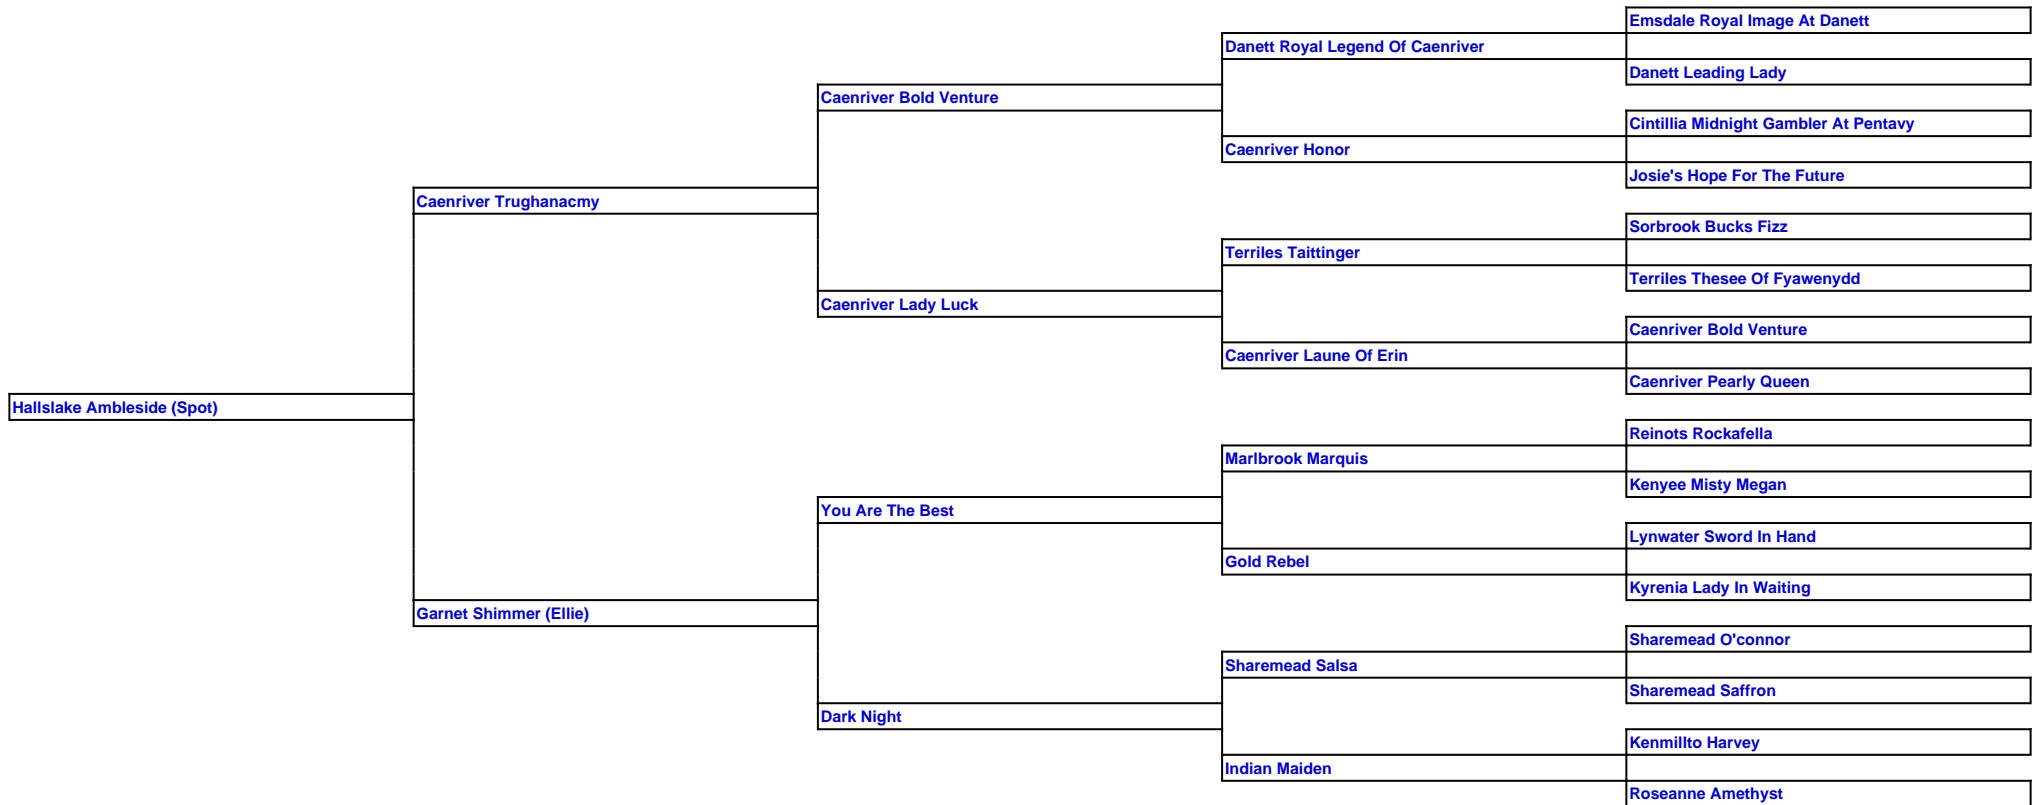 Emsdale Royal Image At Danett
Danett Royal Legend Of Caenriver
Danett Leading Lady
Caenriver Bold Venture
Cintillia Midnight Gambler At Pentavy
Caenriver Honor
Josie's Hope For The Future
Caenriver Trughanacmy
Sorbrook Bucks Fizz
Terriles Taittinger
Terriles Thesee Of Fyawenydd
Caenriver Lady Luck
Caenriver Bold Venture
Caenriver Laune Of Erin
Caenriver Pearly Queen
Hallslake Ambleside (Spot)
Reinots Rockafella
Marlbrook Marquis
Kenyee Misty Megan
You Are The Best
Lynwater Sword In Hand
Gold Rebel
Kyrenia Lady In Waiting
Garnet Shimmer (Ellie)
Sharemead O'connor
Sharemead Salsa
Sharemead Saffron
Dark Night
Kenmillto Harvey
Indian Maiden
Roseanne Amethyst